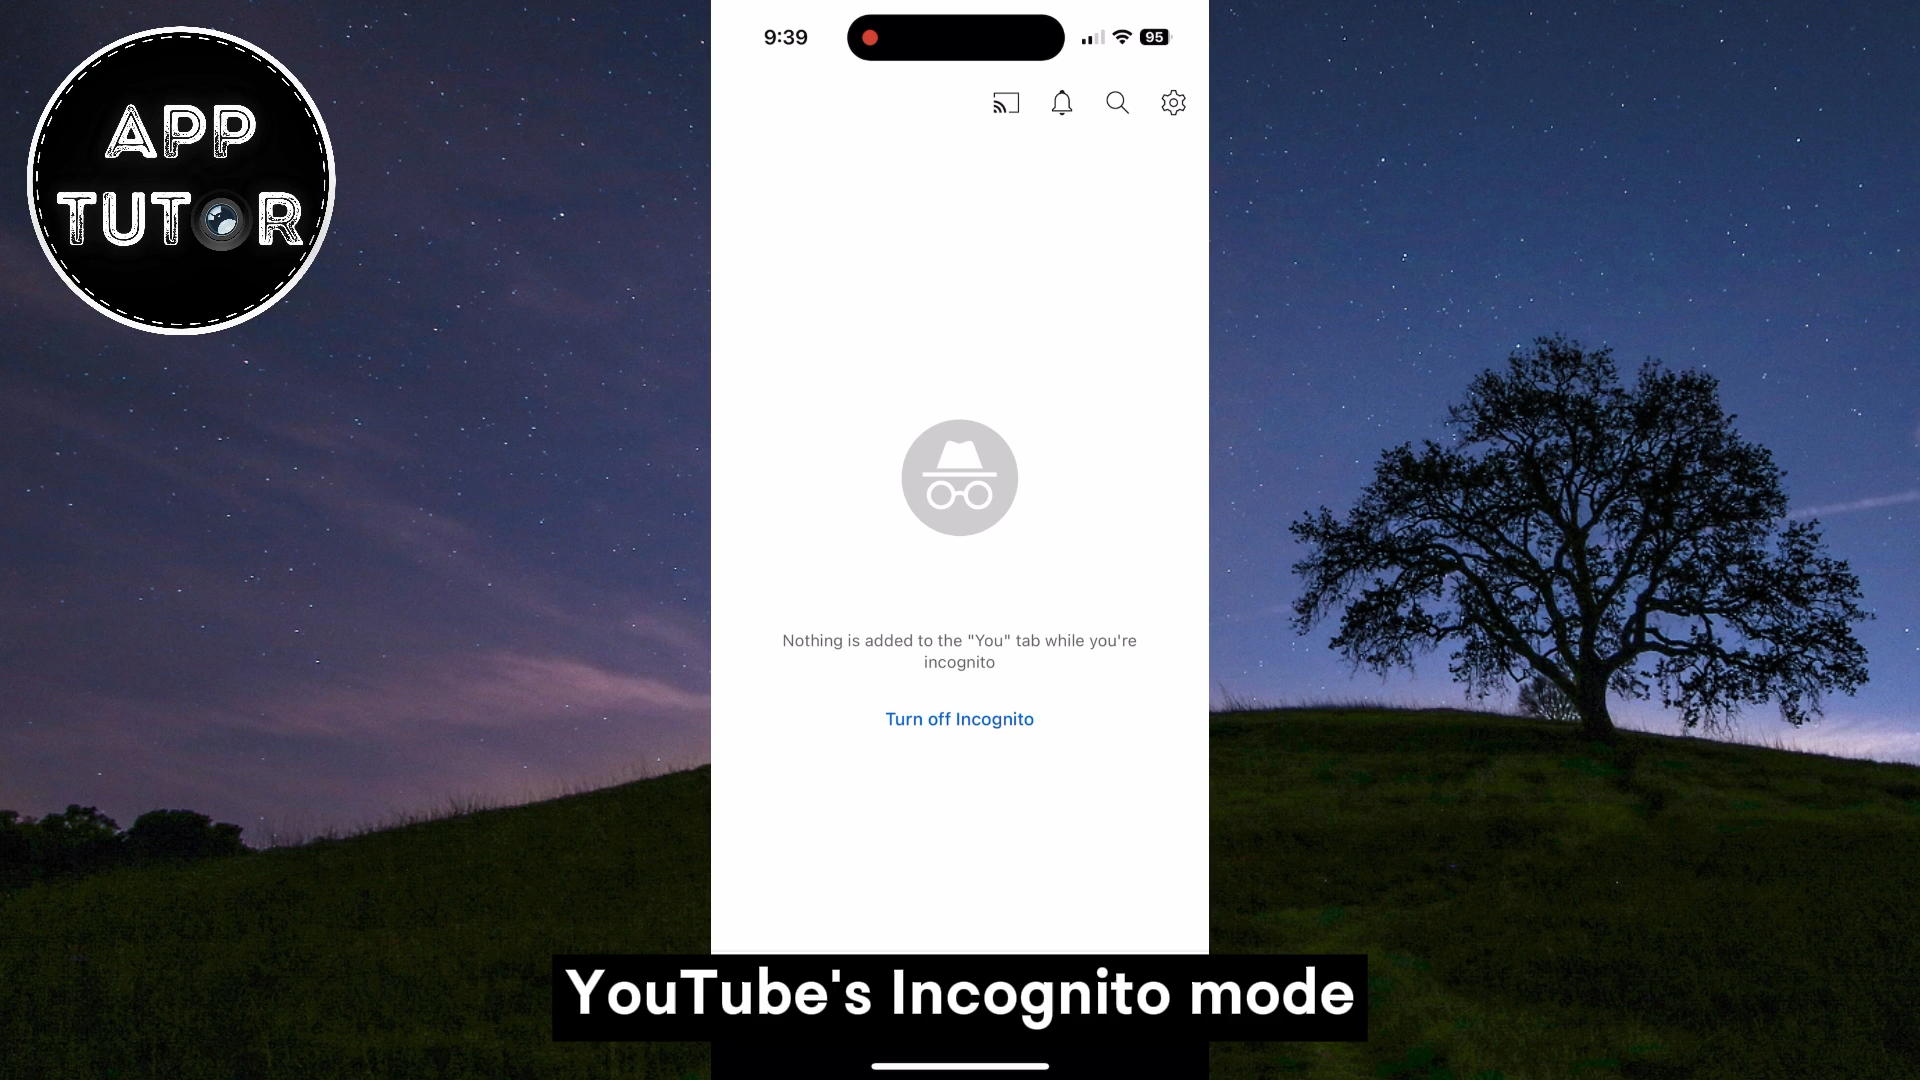 APP
TUTOR
9:39
95
Nothing is added to the "You" tab while you're
incognito
Turn off Incognito
YouTube's Incognito mode